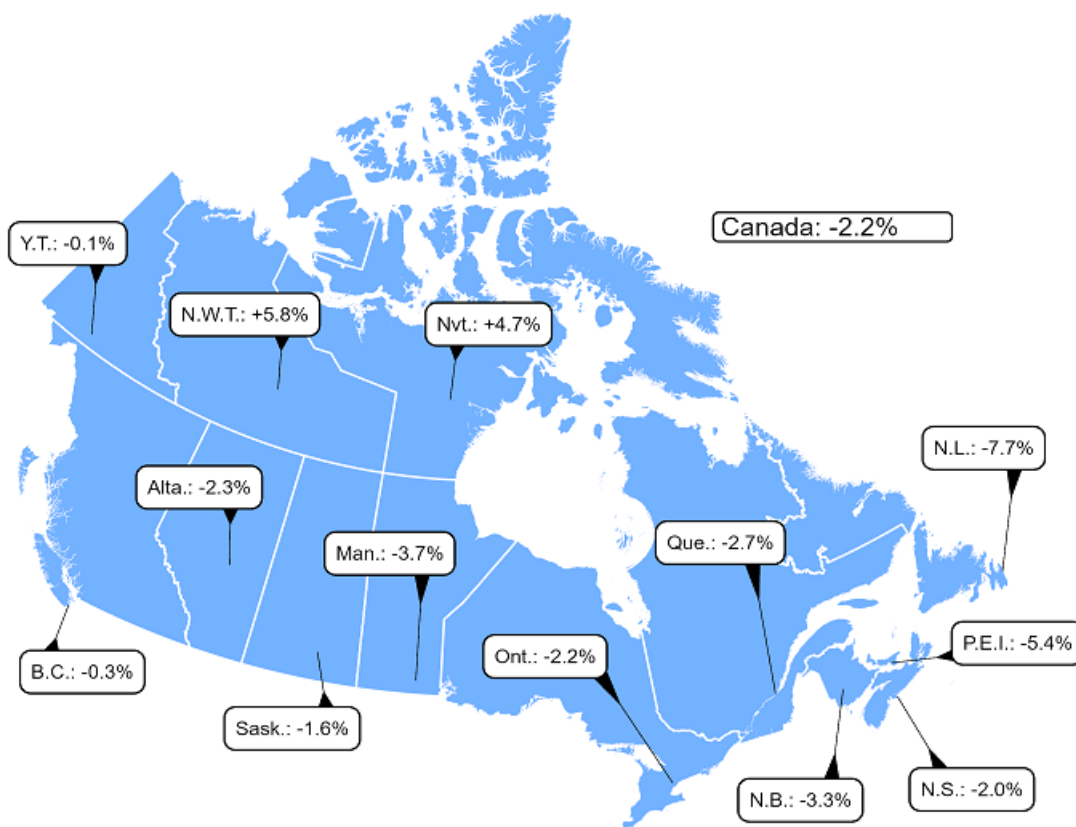 Canada: -2.2%
Y.T.: -0.1%
N.W.T.: +5.8%
Nvt.: +4.7%
N.L.: -7.7%
Alta.: -2.3%
Man.: -3.7%
Que.: -2.7%
P.E.I.: -5.4%
Ont.: -2.2%
B.C.: -0.3%
Sask.: -1.6%
N.S.: -2.0%
N.B.: -3.3%